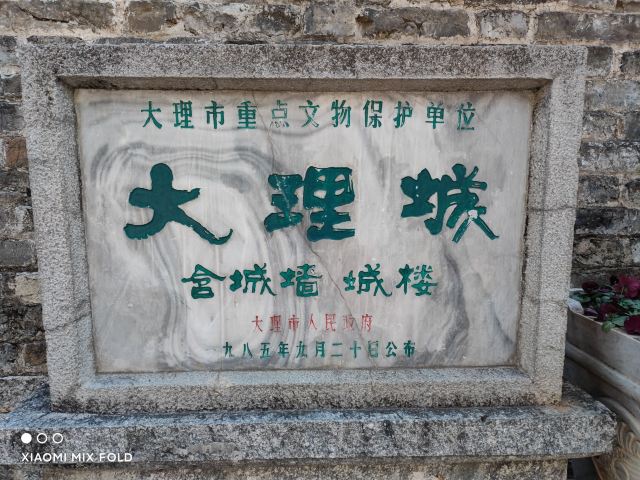 大理市重点文物保护单位
大理城
含城墙 城楼
大理市人民政府
一九八五年九月二十日公布
XIAOMI MIX FOLD